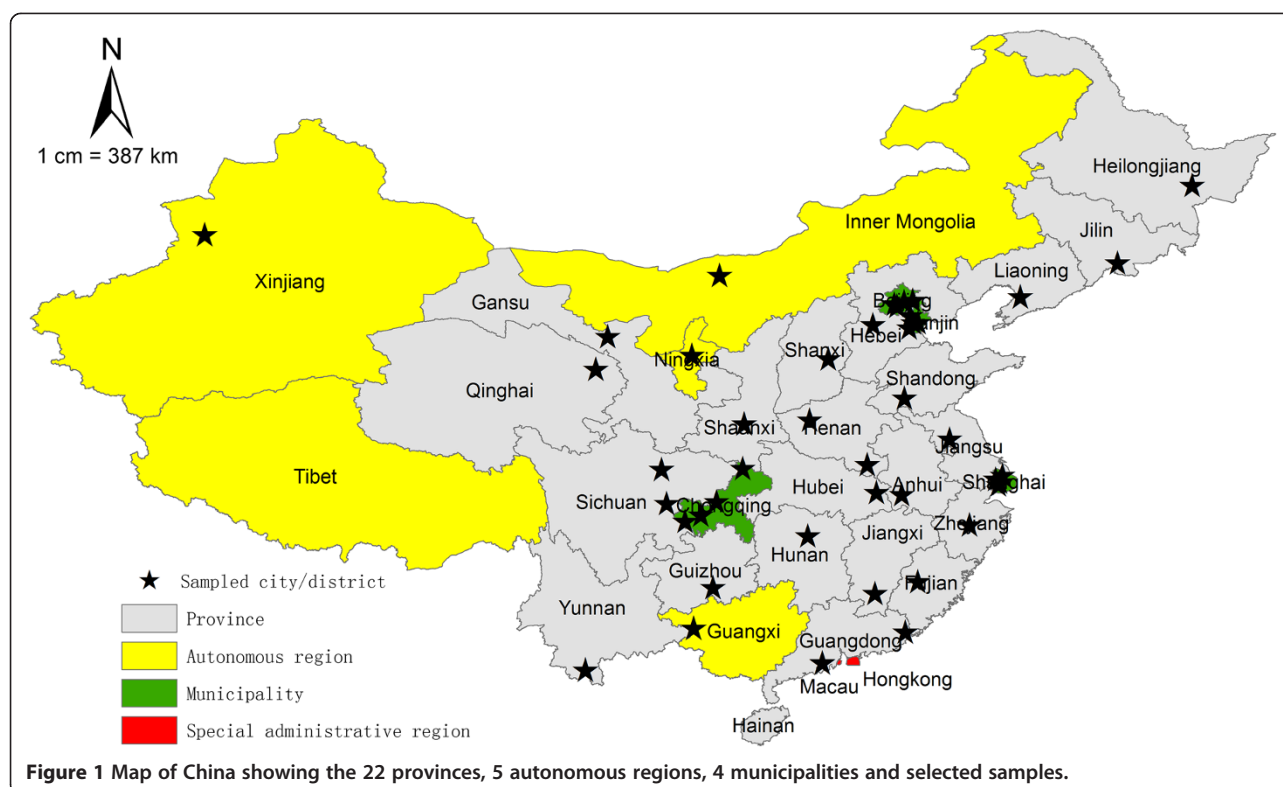 N
1 cm = 387 km
Heilongjiang
Inner Mongolia
Jilin
Xinjiang
Liaoning
Gansu
Beijing
Tianjin
Hebei
Shanxi
Ningxia
Qinghai
Shandong
Shaanxi
Henan
Jiangsu
Tibet
Sichuan
Chongqing
Hubei
Anhui
Shanghai
Zhejiang
Jiangxi
Hunan
Guizhou
Fujian
Yunnan
Guangxi
Guangdong
Macau
Hongkong
Hainan
Sampled city/district
Province
Autonomous region
Municipality
Special administrative region
Figure 1 Map of China showing the 22 provinces, 5 autonomous regions, 4 municipalities and selected samples.